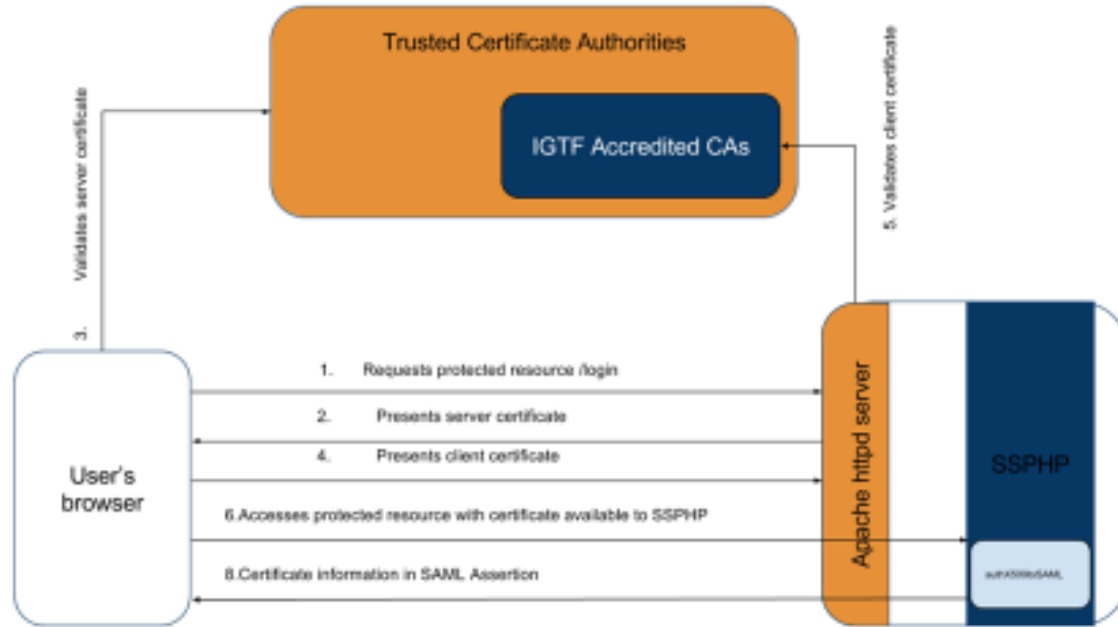 Trusted Certificate Authorities
IGTF Accredited CAs
3. Validates server certificate
5. Validates client certificate
1. Requests protected resource /login
2. Presents server certificate
4. Presents client certificate
User's
browser
6.Accesses protected resource with certificate available to SSPHP
8.Certificate information in SAML Assertion
Apache httpd server
SSPHP
authX509toSAML